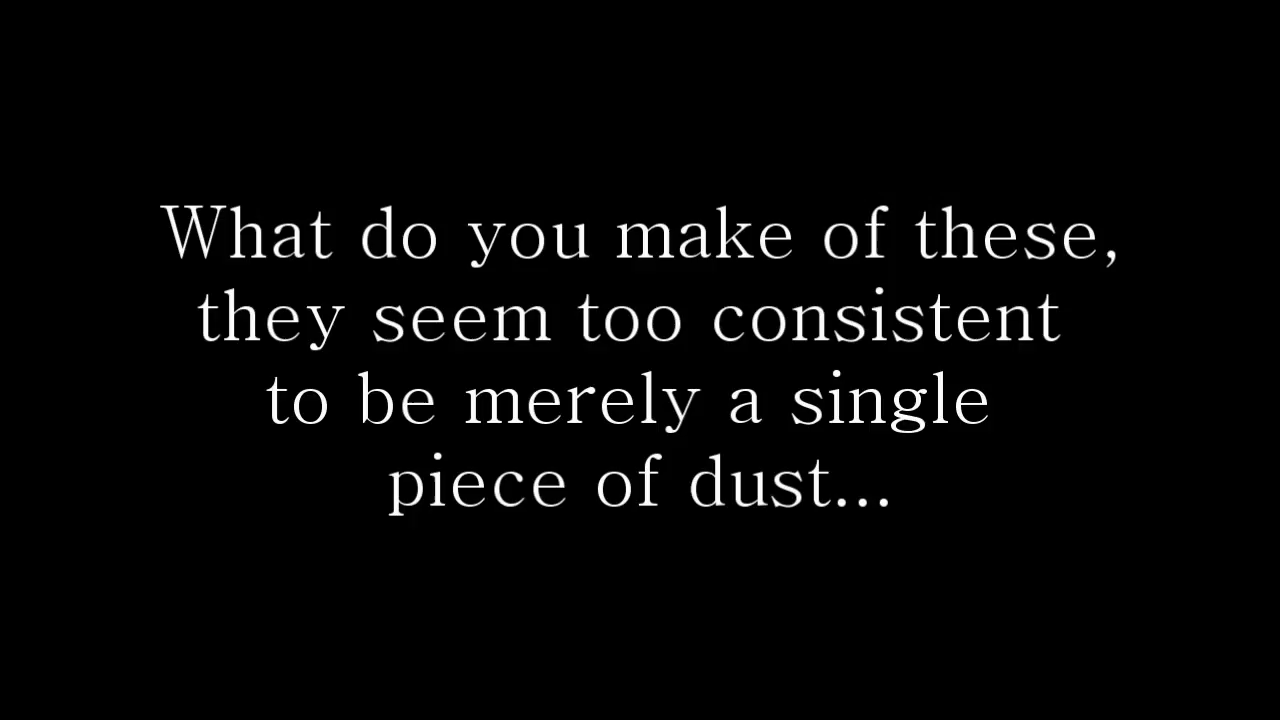 What do you make of these,
they seem too consistent
to be merely a single
piece of dust...